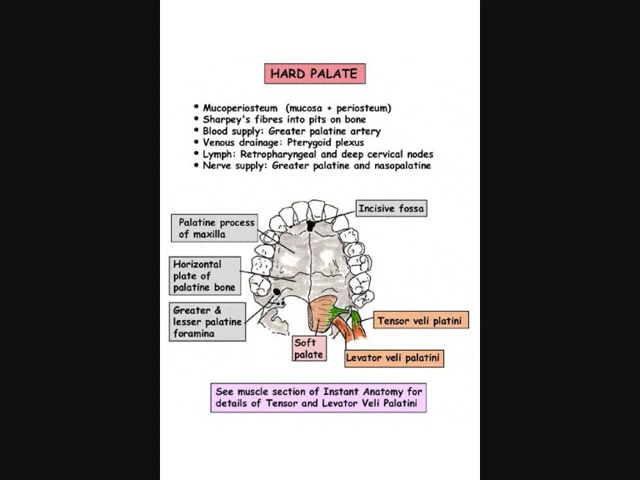 HARD PALATE
• Mucoperiosteum (mucosa + periosteum)
• Sharpey's fibres into pits on bone
• Blood supply: Greater palatine artery
• Venous drainage: Pterygoid plexus
• Lymph: Retropharyngeal and deep cervical nodes
• Nerve supply: Greater palatine and nasopalatine
Incisive fossa
Palatine process
of maxilla
Horizontal
plate of
palatine bone
Greater &
lesser palatine
foramina
Tensor veli platini
Soft
palate
Levator veli palatini
See muscle section of Instant Anatomy for
details of Tensor and Levator Veli Palatini